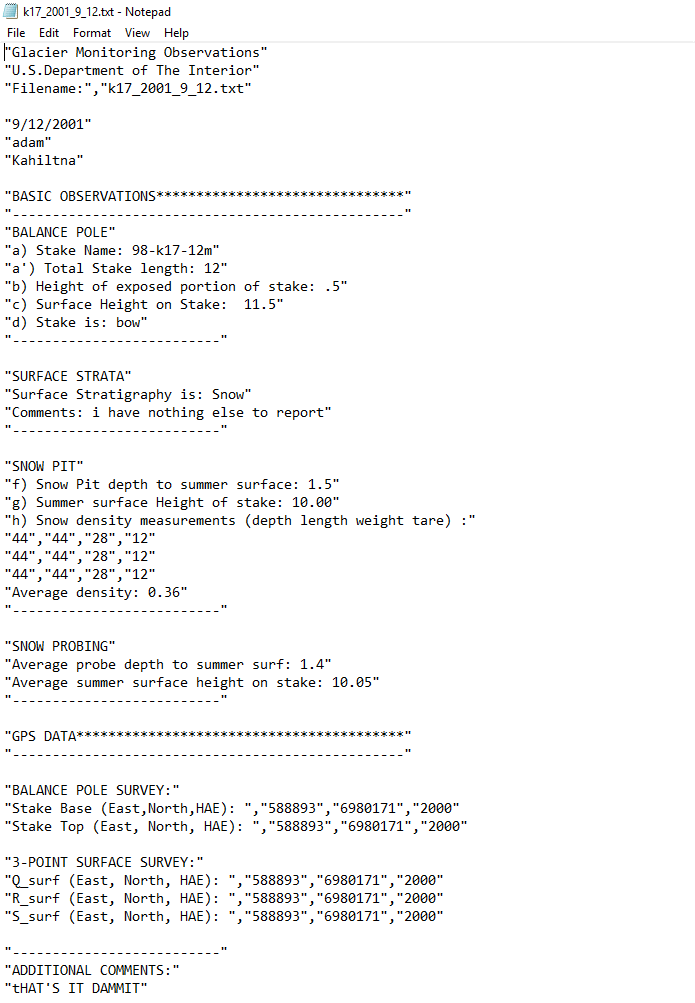 k17_2001_9_12.txt - Notepad
File Edit Format View Help
"Glacier Monitoring Observations"
"U.S.Department of The Interior"
"Filename:","k17_2001_9_12.txt"
"9/12/2001"
"adam"
"Kahiltna"
"BASIC OBSERVATIONS*******************************"
"-------------------------------------------------"
"BALANCE POLE"
"a) Stake Name: 98-k17-12m"
"a') Total Stake length: 12"
"b) Height of exposed portion of stake: .5"
"c) Surface Height on Stake:  11.5"
"d) Stake is: bow"
"--------------------------"
"SURFACE STRATA"
"Surface Stratigraphy is: Snow"
"Comments: i have nothing else to report"
"--------------------------"
"SNOW PIT"
"f) Snow Pit depth to summer surface: 1.5"
"g) Summer surface Height of stake: 10.00"
"h) Snow density measurements (depth length weight tare) :"
"44","44","28","12"
"44","44","28","12"
"44","44","28","12"
"Average density: 0.36"
"--------------------------"
"SNOW PROBING"
"Average probe depth to summer surf: 1.4"
"Average summer surface height on stake: 10.05"
"--------------------------"
"GPS DATA*****************************************"
"-------------------------------------------------"
"BALANCE POLE SURVEY:"
"Stake Base (East,North,HAE): ","588893","6980171","2000"
"Stake Top (East, North, HAE): ","588893","6980171","2000"
"3-POINT SURFACE SURVEY:"
"Q_surf (East, North, HAE): ","588893","6980171","2000"
"R_surf (East, North, HAE): ","588893","6980171","2000"
"S_surf (East, North, HAE): ","588893","6980171","2000"
"--------------------------"
"ADDITIONAL COMMENTS:"
"tHAT'S IT DAMMIT"